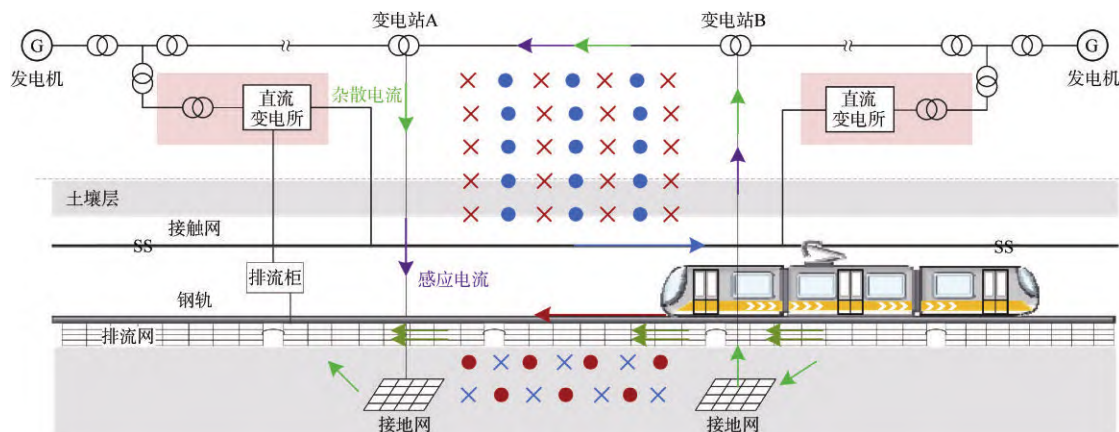 变电站A
变电站B
G
G
发电机
发电机
直流
变电所
杂散电流
直流
变电所
土壤层
接触网
SS
SS
排流柜
感应电流
钢轨
排流网
接地网
接地网